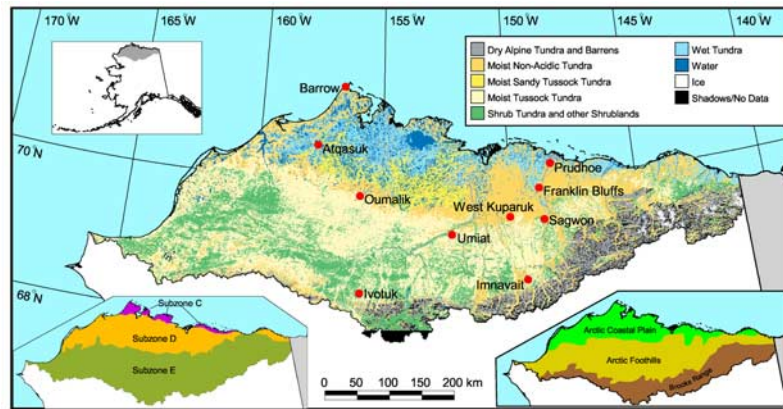 170°W
165°W
160°W
155°W
150°W
145°W
140°W
Dry Alpine Tundra and Barrens
Moist Non-Acidic Tundra
Moist Sandy Tussock Tundra
Moist Tussock Tundra
Shrub Tundra and other Shrublands
Wet Tundra
Water
Ice
Shadows/No Data
Barrow
70°N
Atqasuk
Prudhoe
Franklin Bluffs
Oumalik
West Kuparuk
Sagwon
Umiat
Imnavait
Ivotuk
68°N
Subzone C
Subzone D
Subzone E
Arctic Coastal Plain
Arctic Foothills
Brooks Range
0 50 100 150 200 km